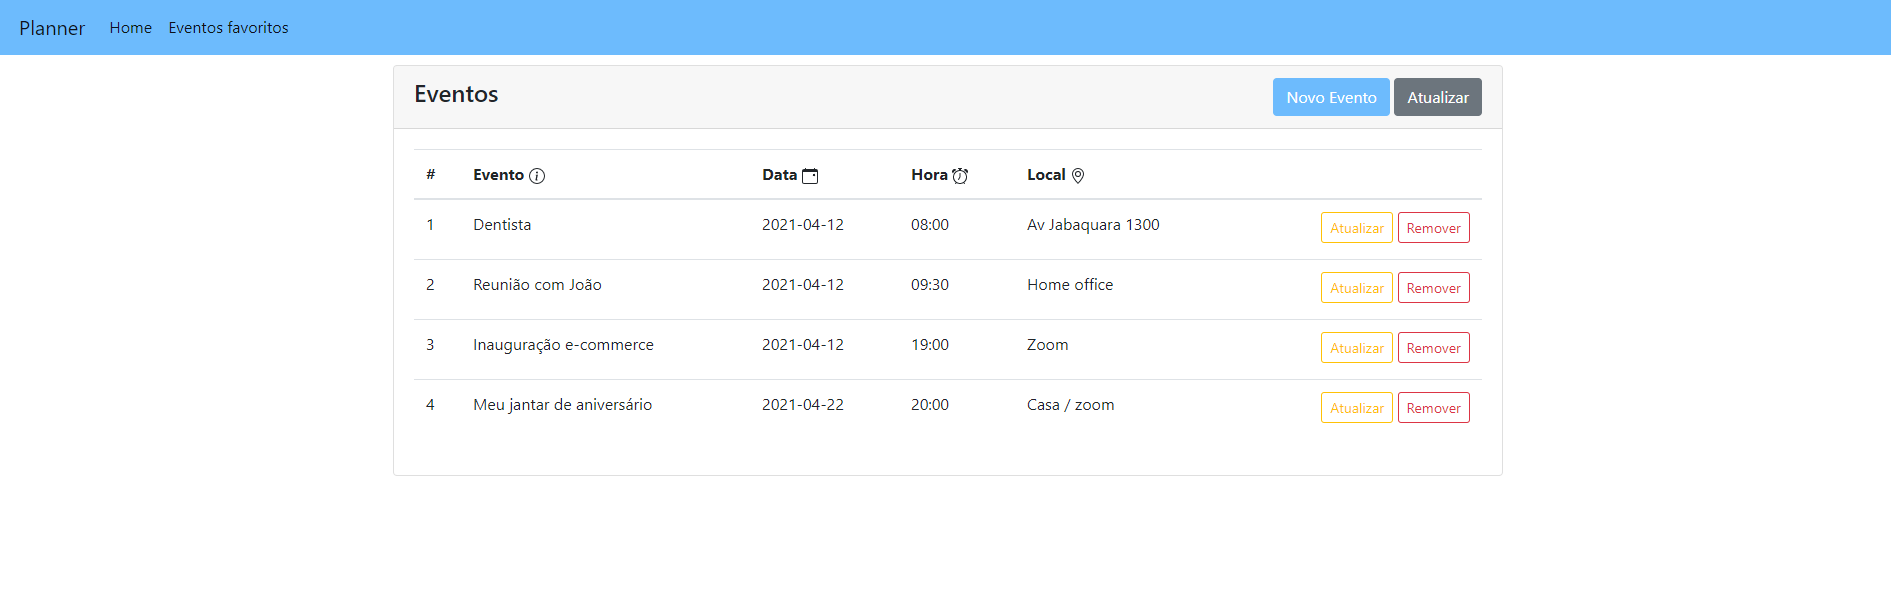 Planner Home Eventos favoritos
Eventos Novo Evento Atualizar
# Evento Data Hora Local
1 Dentista 2021-04-12 08:00 Av Jabaquara 1300 Atualizar Remover
2 Reunião com João 2021-04-12 09:30 Home office Atualizar Remover
3 Inauguração e-commerce 2021-04-12 19:00 Zoom Atualizar Remover
4 Meu jantar de aniversário 2021-04-22 20:00 Casa / zoom Atualizar Remover